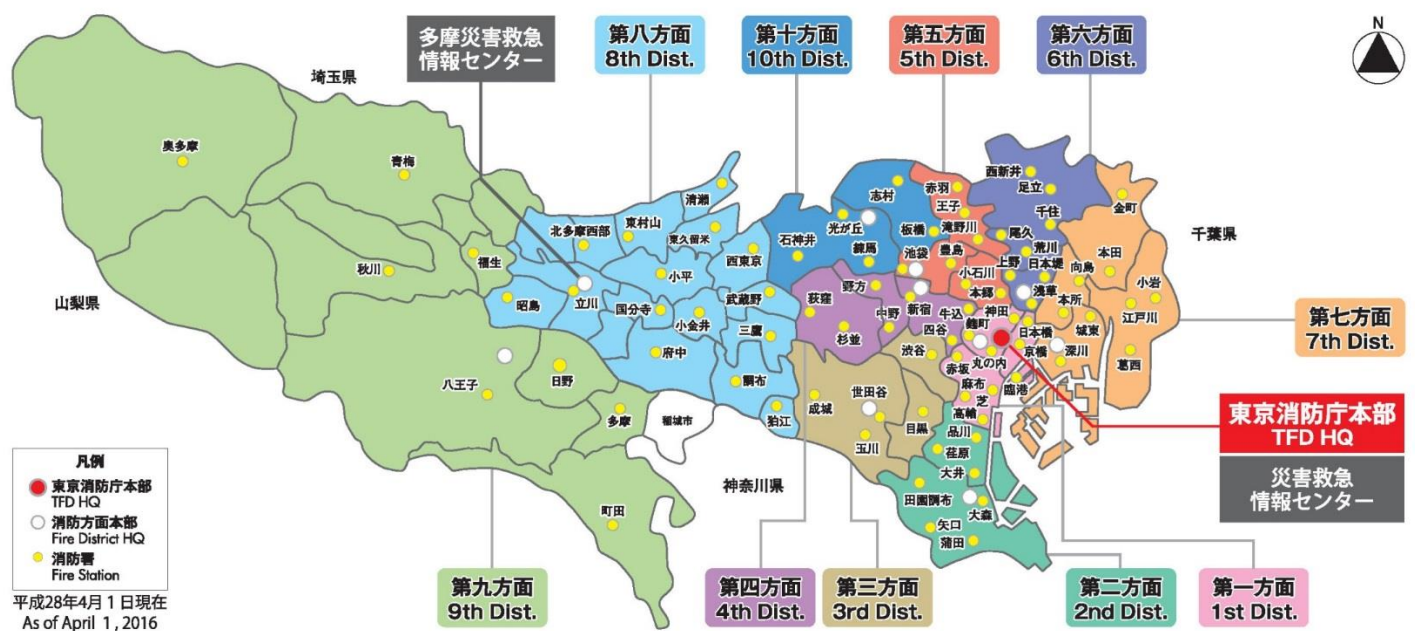 多摩災害救急
情報センター
第八方面
8th Dist.
第十方面
10th Dist.
第五方面
5th Dist.
第六方面
6th Dist.
N
埼玉県
千葉県
山梨県
神奈川県
奥多摩
青梅
秋川
福生
八王子
日野
多摩
町田
稲城市
清瀬
東村山
北多摩西部
東久留米
西東京
小平
昭島
立川
国分寺
小金井
武蔵野
三鷹
府中
調布
狛江
志村
光が丘
板橋
石神井
練馬
赤羽
王子
滝野川
池袋
豊島
小石川
本郷
西新井
足立
千住
尾久
荒川
上野
日本堤
浅草
金町
本田
向島
小岩
本所
江戸川
城東
深川
葛西
荻窪
野方
杉並
中野
新宿
牛込
四谷
神田
麹町
日本橋
京橋
丸の内
赤坂
麻布
臨港
芝
高輪
渋谷
世田谷
成城
目黒
玉川
品川
荏原
大井
田園調布
大森
矢口
蒲田
第七方面
7th Dist.
東京消防庁本部
TFD HQ
災害救急
情報センター
第九方面
9th Dist.
第四方面
4th Dist.
第三方面
3rd Dist.
第二方面
2nd Dist.
第一方面
1st Dist.
凡例
東京消防庁本部
TFD HQ
消防方面本部
Fire District HQ
消防署
Fire Station
平成28年4月1日現在
As of April 1 , 2016